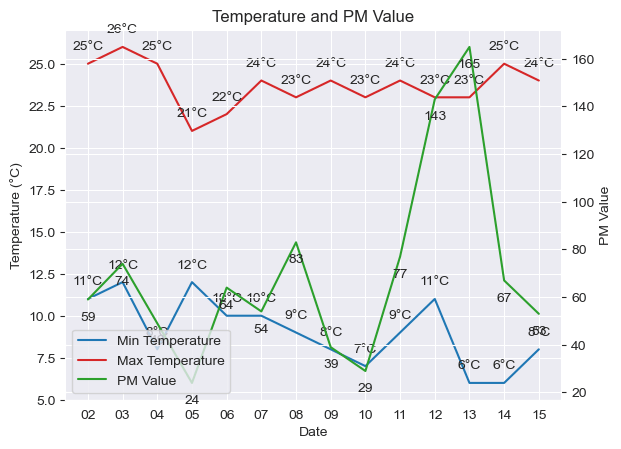 Temperature and PM Value
26°C
25°C
25°C
25°C
24°C
24°C
24°C
24°C
23°C
23°C
23°C
23°C
22°C
21°C
165
143
12°C
12°C
11°C
11°C
10°C
10°C
9°C
9°C
8°C
8°C
8°C
7°C
6°C
6°C
59
74
24
64
54
83
39
29
77
67
53
25.0
22.5
20.0
17.5
15.0
12.5
10.0
7.5
5.0
Temperature (°C)
160
140
120
100
80
60
40
20
PM Value
Min Temperature
Max Temperature
PM Value
02 03 04 05 06 07 08 09 10 11 12 13 14 15
Date